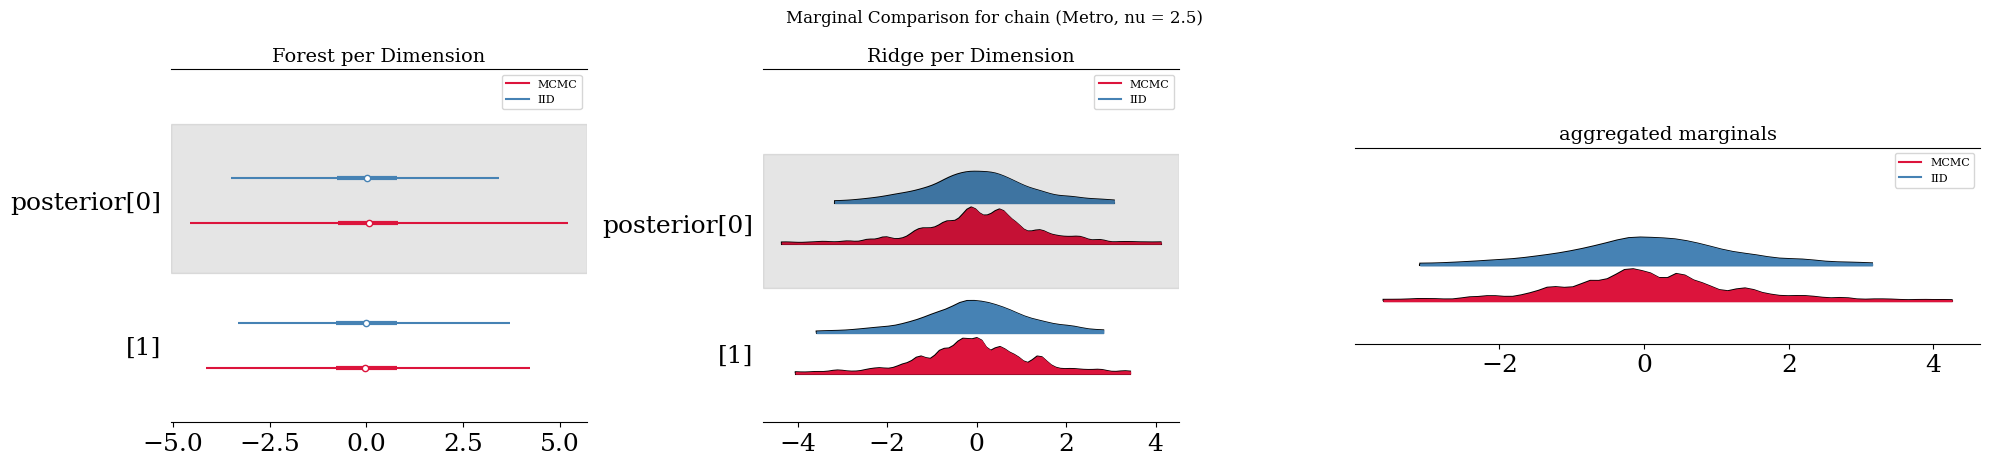 Marginal Comparison for chain (Metro, nu = 2.5)
Forest per Dimension
MCMC
IID
posterior[0]
[1]
−5.0 −2.5 0.0 2.5 5.0
Ridge per Dimension
MCMC
IID
posterior[0]
[1]
−4 −2 0 2 4
aggregated marginals
MCMC
IID
−2 0 2 4